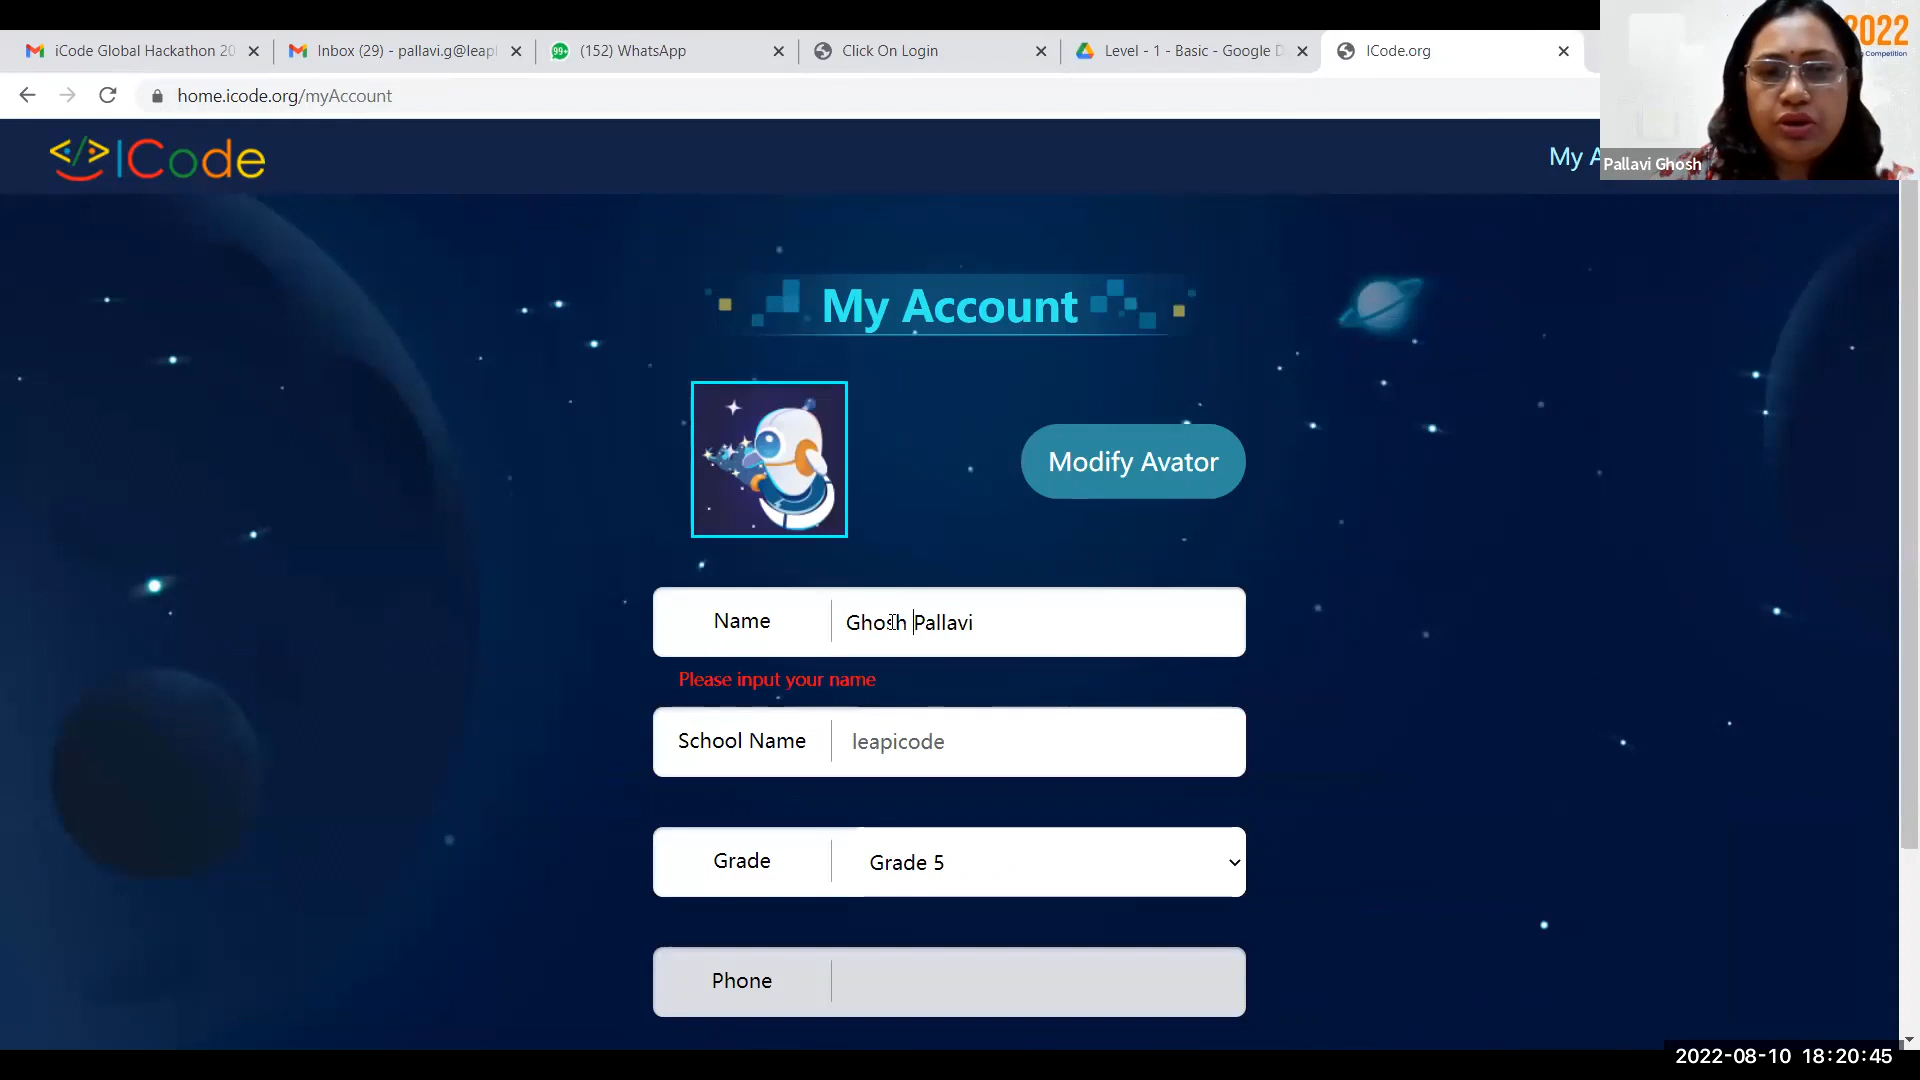 iCode Global Hackathon 20
Inbox (29) - pallavi.g@leap
99+
(152) WhatsApp
Click On Login
Level - 1 - Basic - Google D
ICode.org
2022
Competition
home.icode.org/myAccount
</> ICode
My A
Pallavi Ghosh
My Account
Modify Avator
Name
Ghosh Pallavi
Please input your name
School Name
leapicode
Grade
Grade 5
Phone
2022-08-10 18:20:45